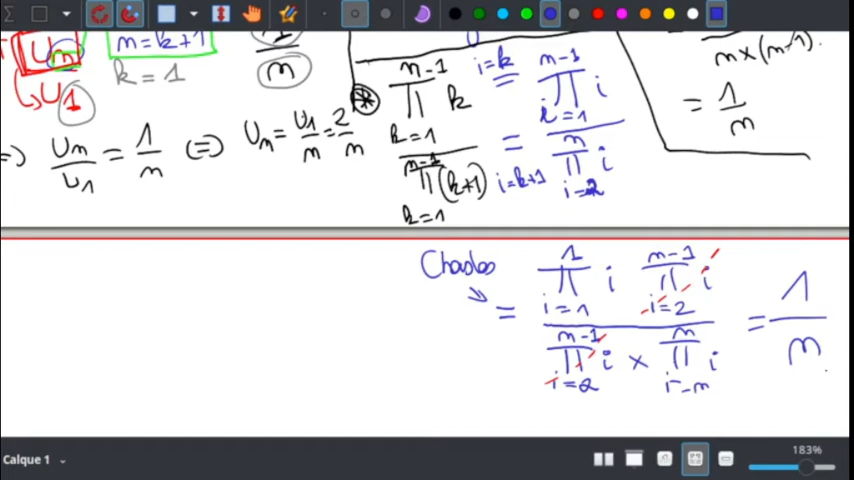 U_n
n=k+1
k=1
↳U_1
n
⇒ U_n/U_1 = 1/n ⇔ U_n = U_1/n = 2/n
∏_{k=1}^{n-1} k / ∏_{k=1}^{n-1} (k+1)
i=k = ∏_{i=1}^{n-1} i
i=k+1 = ∏_{i=2}^{n} i
n×(n-1).
= 1/n
Chasles
= ∏_{i=1}^{1} i ∏_{i=2}^{n-1} i / ∏_{i=2}^{n-1} i × ∏_{i=n}^{n} i = 1/n
Calque 1
183%